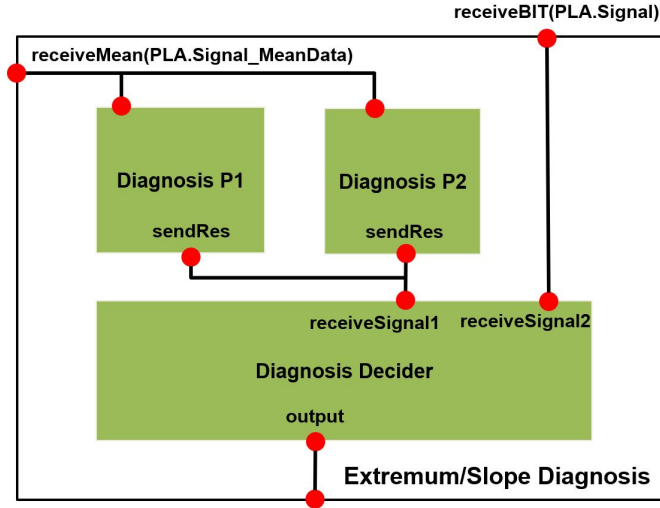 receiveBIT(PLA.Signal)
receiveMean(PLA.Signal_MeanData)
Diagnosis P1
Diagnosis P2
sendRes
sendRes
receiveSignal1
receiveSignal2
Diagnosis Decider
output
Extremum/Slope Diagnosis